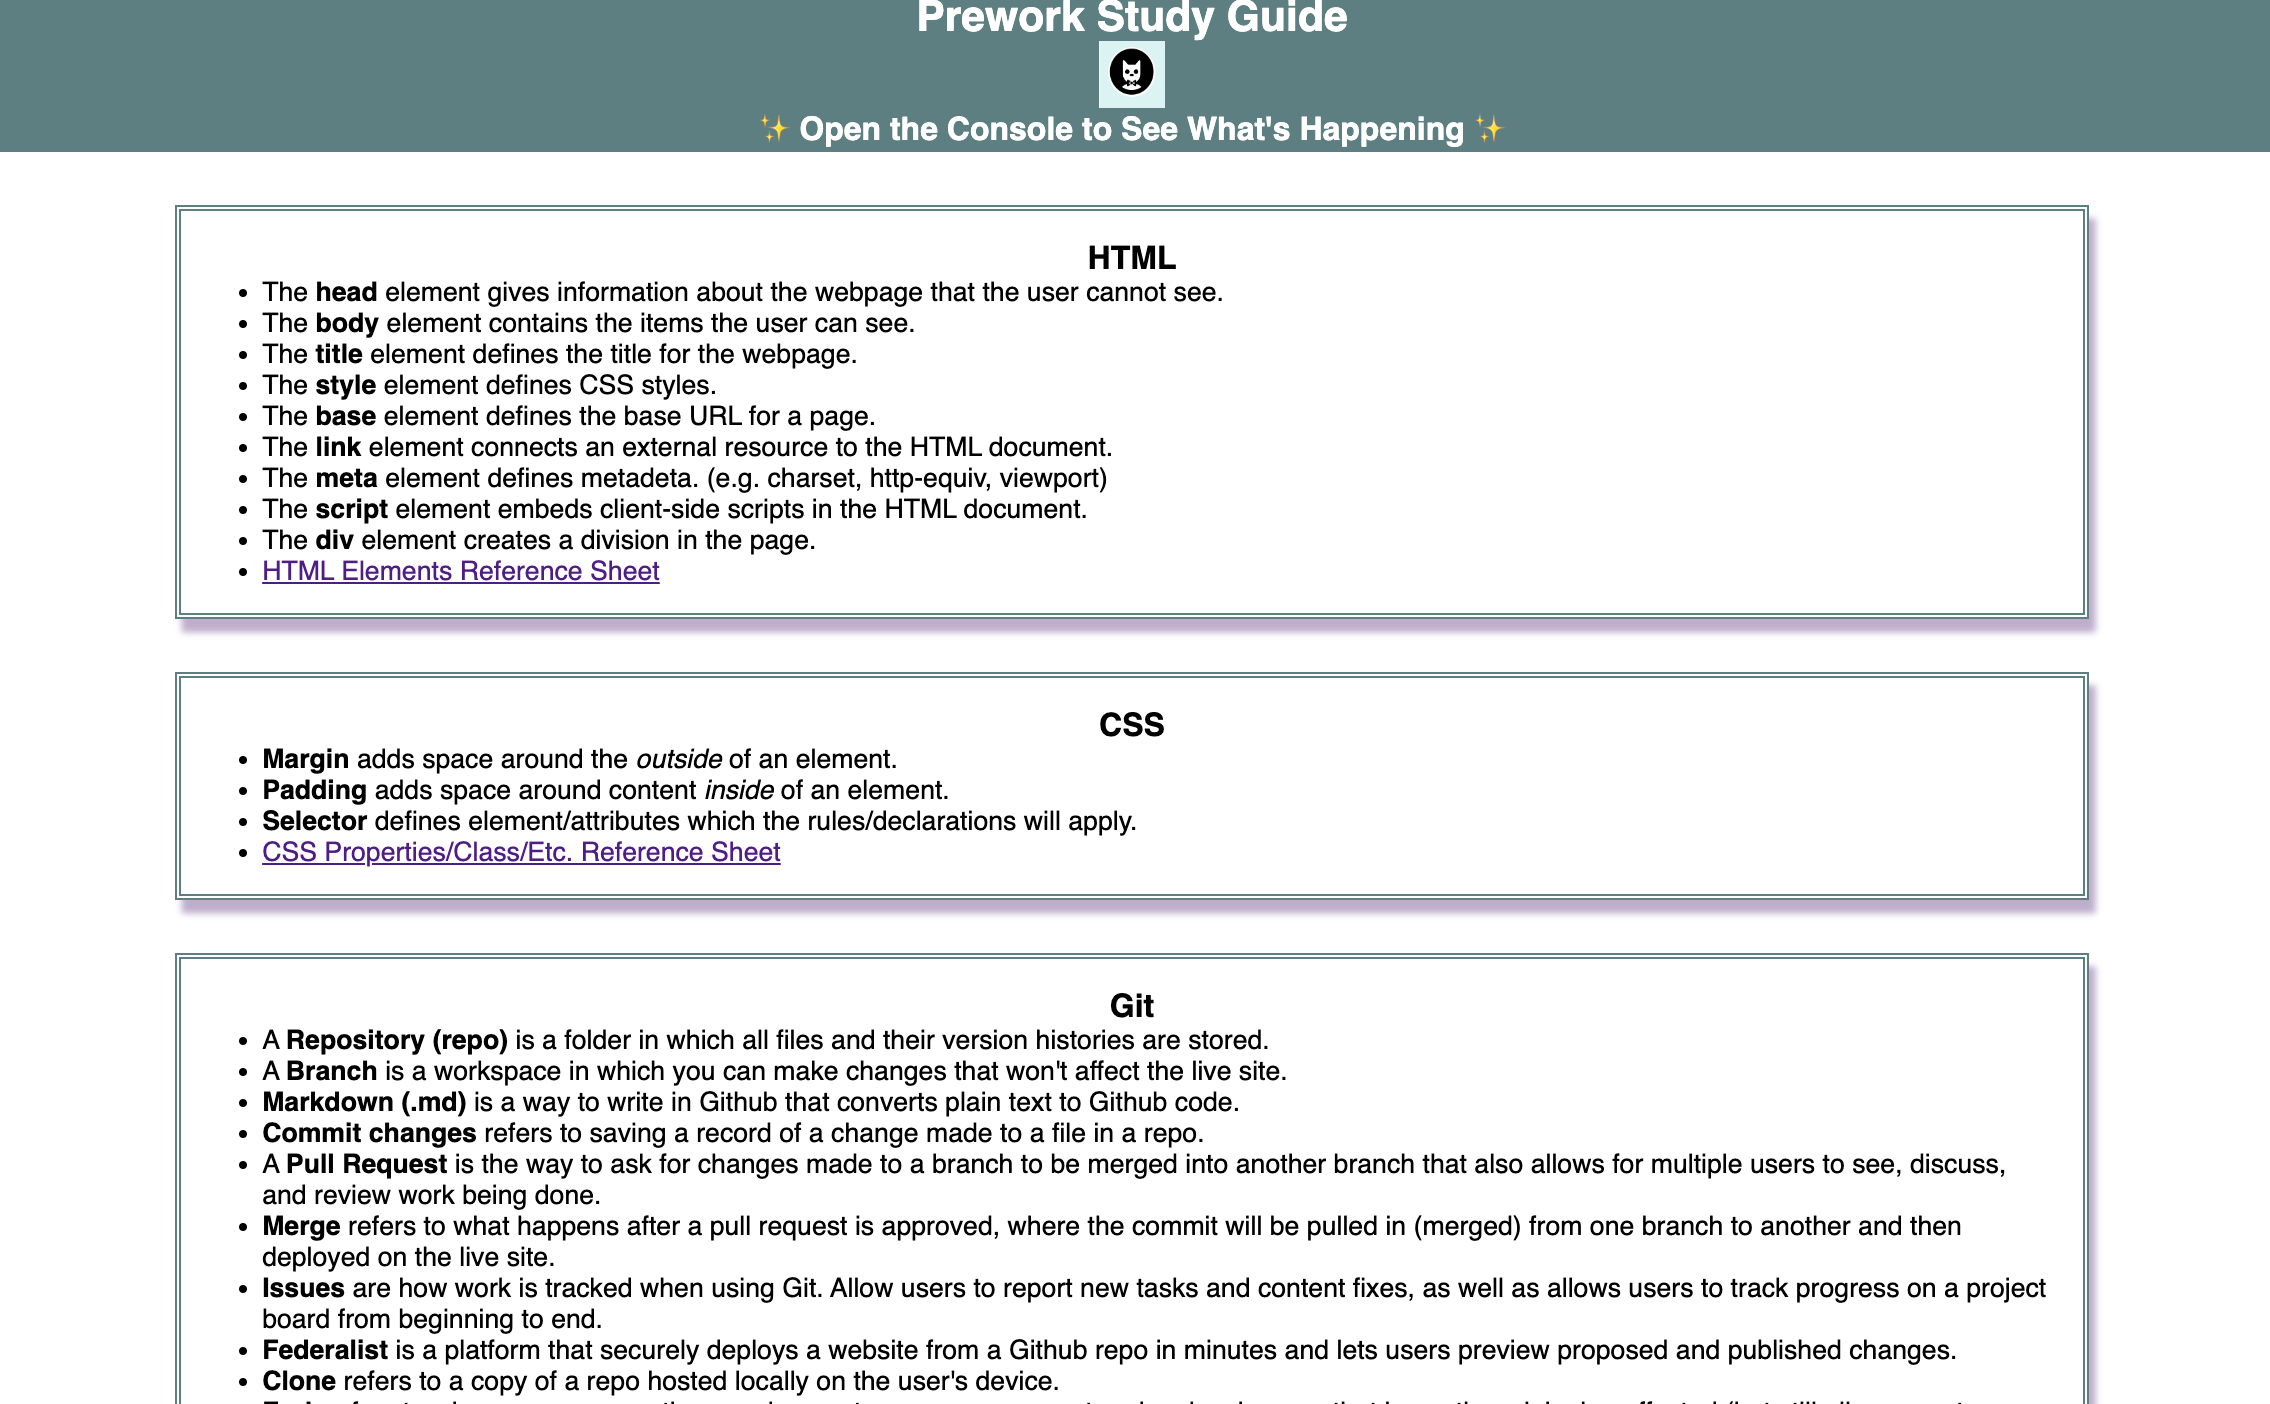 Prework Study Guide
✨ Open the Console to See What's Happening ✨
HTML
• The head element gives information about the webpage that the user cannot see.
• The body element contains the items the user can see.
• The title element defines the title for the webpage.
• The style element defines CSS styles.
• The base element defines the base URL for a page.
• The link element connects an external resource to the HTML document.
• The meta element defines metadeta. (e.g. charset, http-equiv, viewport)
• The script element embeds client-side scripts in the HTML document.
• The div element creates a division in the page.
• HTML Elements Reference Sheet
CSS
• Margin adds space around the outside of an element.
• Padding adds space around content inside of an element.
• Selector defines element/attributes which the rules/declarations will apply.
• CSS Properties/Class/Etc. Reference Sheet
Git
• A Repository (repo) is a folder in which all files and their version histories are stored.
• A Branch is a workspace in which you can make changes that won't affect the live site.
• Markdown (.md) is a way to write in Github that converts plain text to Github code.
• Commit changes refers to saving a record of a change made to a file in a repo.
• A Pull Request is the way to ask for changes made to a branch to be merged into another branch that also allows for multiple users to see, discuss,
and review work being done.
• Merge refers to what happens after a pull request is approved, where the commit will be pulled in (merged) from one branch to another and then
deployed on the live site.
• Issues are how work is tracked when using Git. Allow users to report new tasks and content fixes, as well as allows users to track progress on a project
board from beginning to end.
• Federalist is a platform that securely deploys a website from a Github repo in minutes and lets users preview proposed and published changes.
• Clone refers to a copy of a repo hosted locally on the user's device.